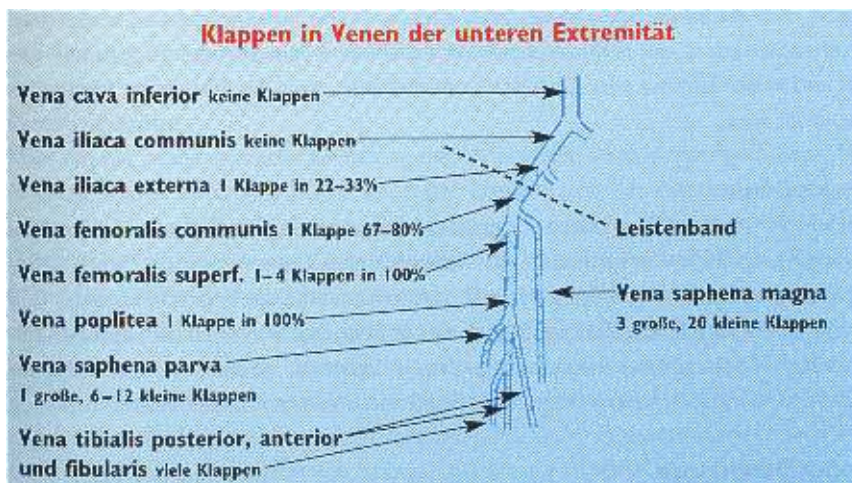 Klappen in Venen der unteren Extremität
Vena cava inferior keine Klappen
Vena iliaca communis keine Klappen
Vena iliaca externa 1 Klappe in 22–33%
Vena femoralis communis 1 Klappe 67–80%
Leistenband
Vena femoralis superf. 1–4 Klappen in 100%
Vena saphena magna
3 große, 20 kleine Klappen
Vena poplitea 1 Klappe in 100%
Vena saphena parva
1 große, 6–12 kleine Klappen
Vena tibialis posterior, anterior
und fibularis viele Klappen